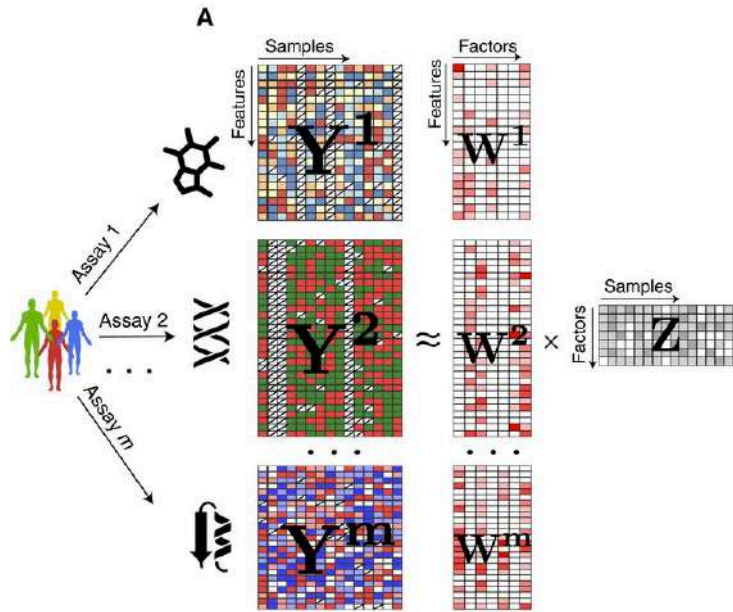 A
Samples
Factors
Features
Features
Y¹
W¹
Assay 1
Assay 2
. . .
Assay m
Y²
≈
W²
×
Samples
Factors
Z
. . .
. . .
Yᵐ
Wᵐ